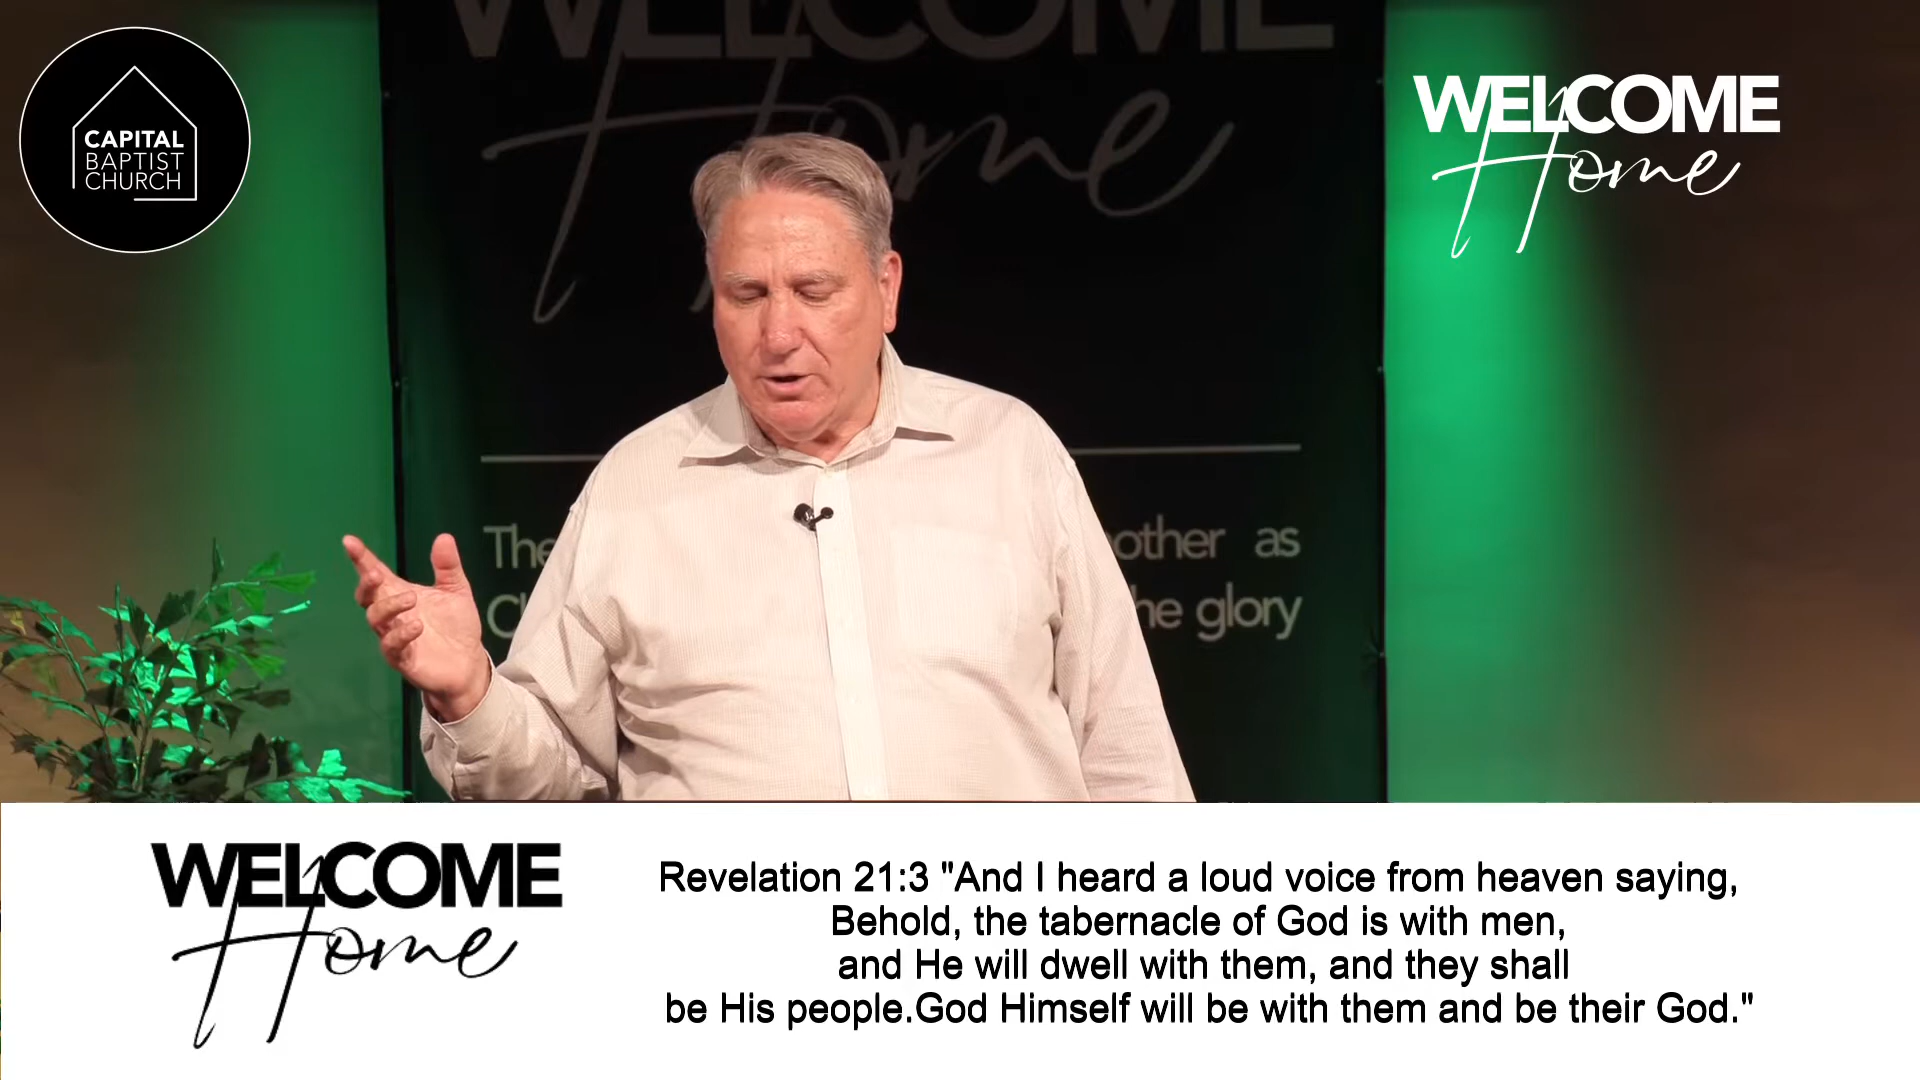 CAPITAL
BAPTIST
CHURCH
WELCOME
Home
WELCOME
Home
The other as
the glory
WELCOME
Home
Revelation 21:3 "And I heard a loud voice from heaven saying,
Behold, the tabernacle of God is with men,
and He will dwell with them, and they shall
be His people.God Himself will be with them and be their God."